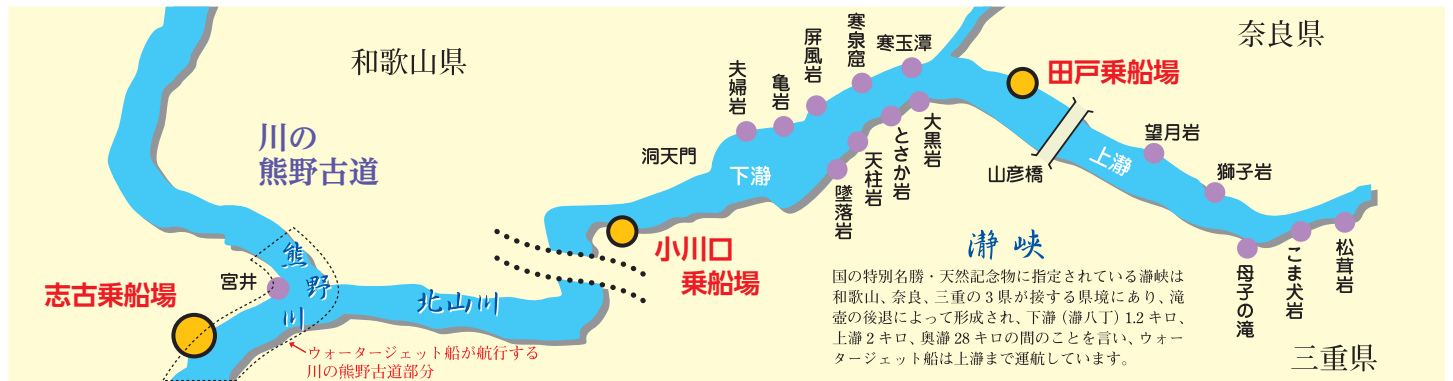 和歌山県
奈良県
三重県
川の
熊野古道
志古乗船場
宮井
熊
野
川
北山川
ウォータージェット船が航行する
川の熊野古道部分
小川口
乗船場
洞天門
下瀞
夫婦岩
亀岩
屏風岩
寒泉窟
寒玉潭
大黒岩
とさか岩
天柱岩
墜落岩
田戸乗船場
山彦橋
上瀞
望月岩
獅子岩
母子の滝
こま犬岩
松茸岩
瀞峡
国の特別名勝・天然記念物に指定されている瀞峡は
和歌山、奈良、三重の3県が接する県境にあり、滝
壺の後退によって形成され、下瀞（瀞八丁）1.2キロ、
上瀞2キロ、奥瀞28キロの間のことを言い、ウォー
タージェット船は上瀞まで運航しています。